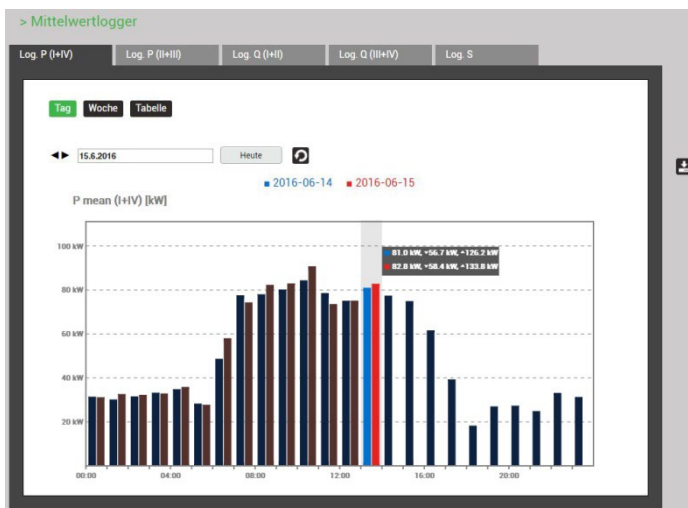 > Mittelwertlogger
Log. P (I+IV) Log. P (II+III) Log. Q (I+II) Log. Q (III+IV) Log. S
Tag Woche Tabelle
15.6.2016 Heute
2016-06-14 2016-06-15
P mean (I+IV) [kW]
100 kW
81.0 kW, 56.7 kW, 126.2 kW
82.8 kW, 58.4 kW, 133.8 kW
80 kW
60 kW
40 kW
20 kW
00:00 04:00 08:00 12:00 16:00 20:00